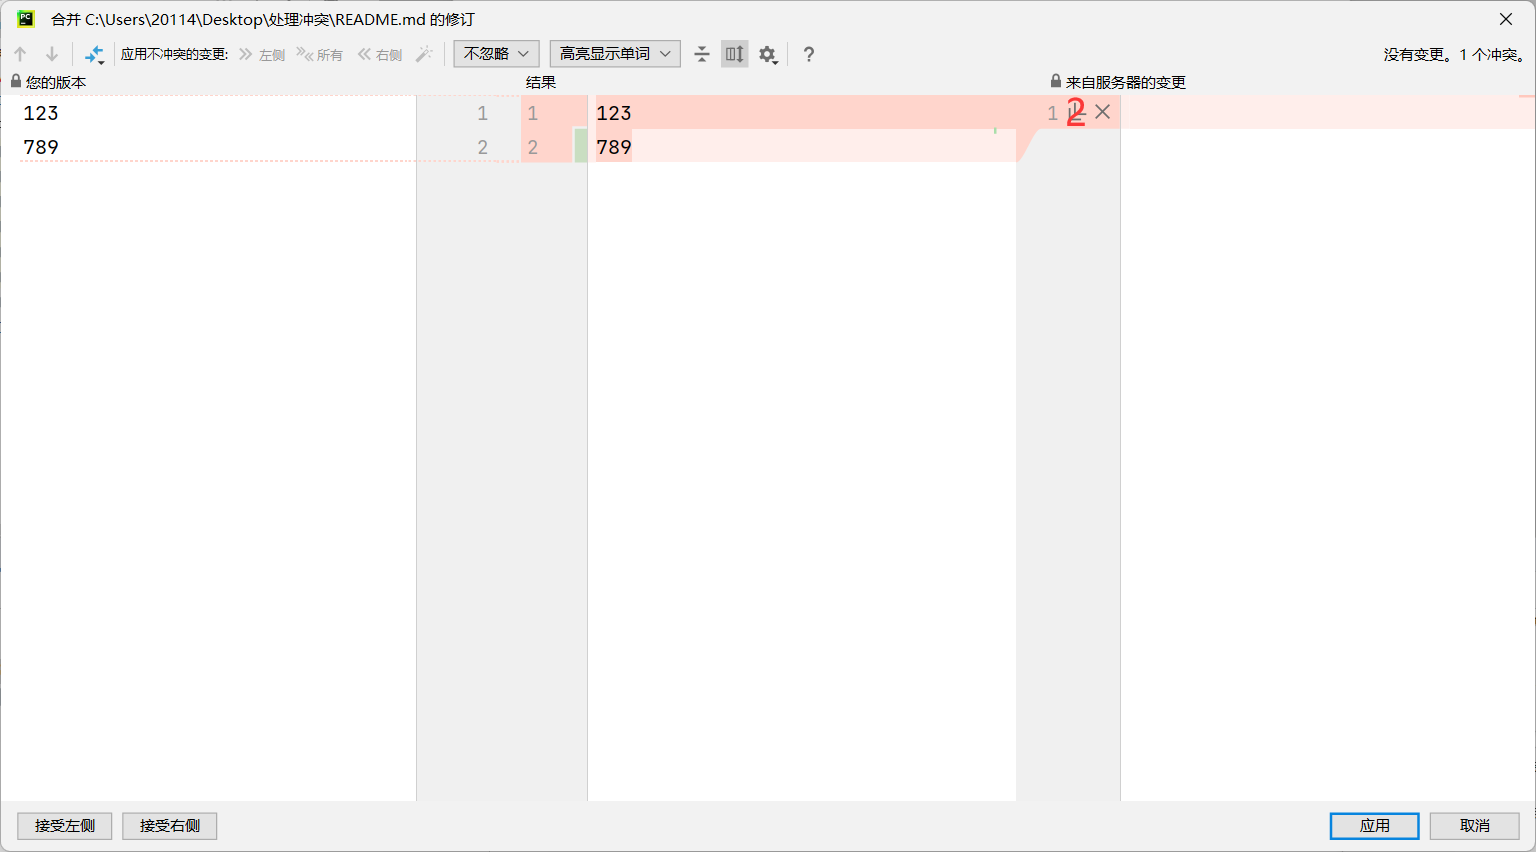 PC 合并 C:\Users\20114\Desktop\处理冲突\README.md 的修订
应用不冲突的变更: 左侧 所有 右侧 不忽略 高亮显示单词 ? 没有变更。1 个冲突。
您的版本 结果 来自服务器的变更
123 1 1 123 1 2
789 2 2 789
接受左侧 接受右侧 应用 取消